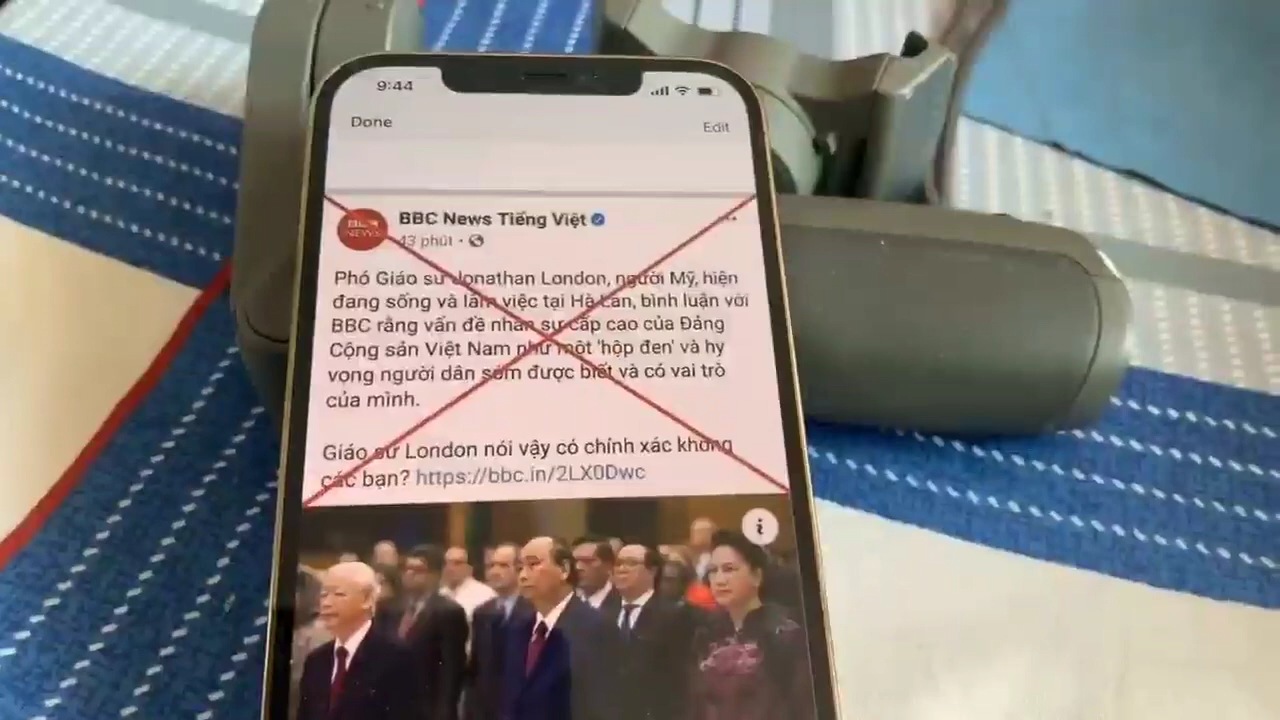 9:44
Done
Edit
BBC NEWS
BBC News Tiếng Việt
43 phút
Phó Giáo sư Jonathan London, người Mỹ, hiện
đang sống và làm việc tại Hà Lan, bình luận với
BBC rằng vấn đề nhân sự cấp cao của Đảng
Cộng sản Việt Nam như một 'hộp đen' và hy
vọng người dân sớm được biết và có vai trò
của mình.
Giáo sư London nói vậy có chính xác không
các bạn? https://bbc.in/2LX0Dwc